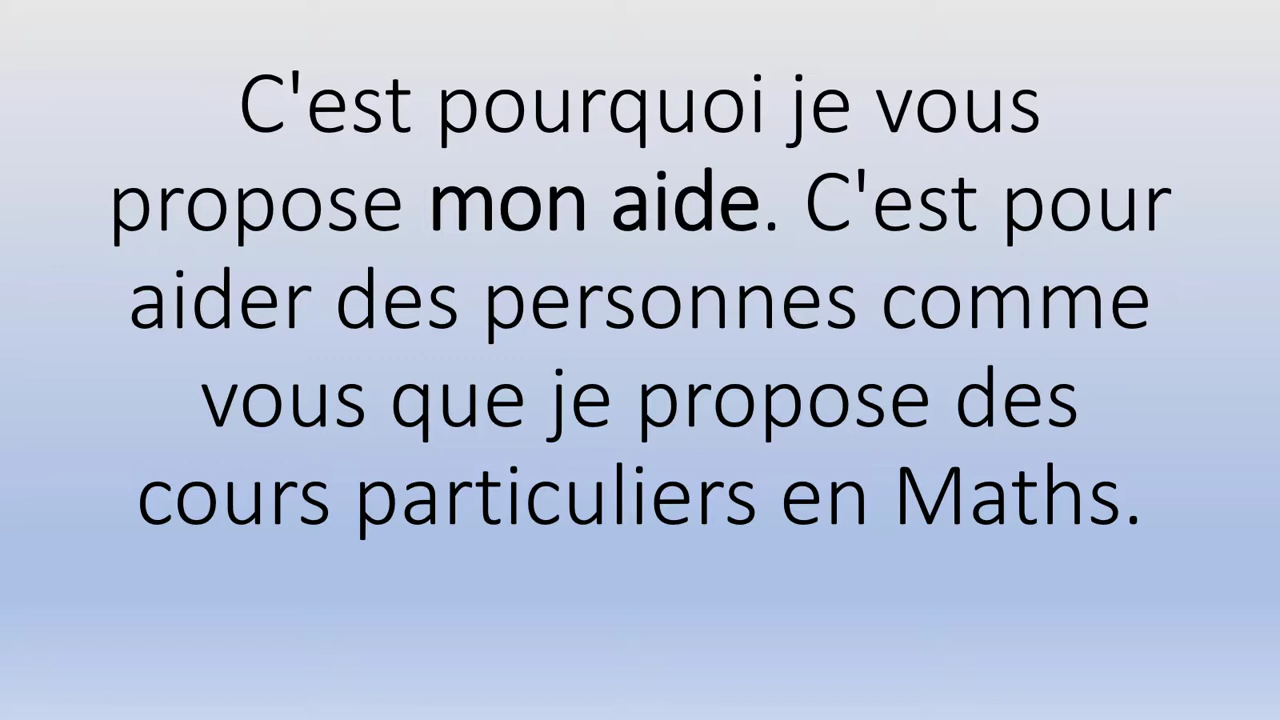 C'est pourquoi je vous
propose mon aide. C'est pour
aider des personnes comme
vous que je propose des
cours particuliers en Maths.